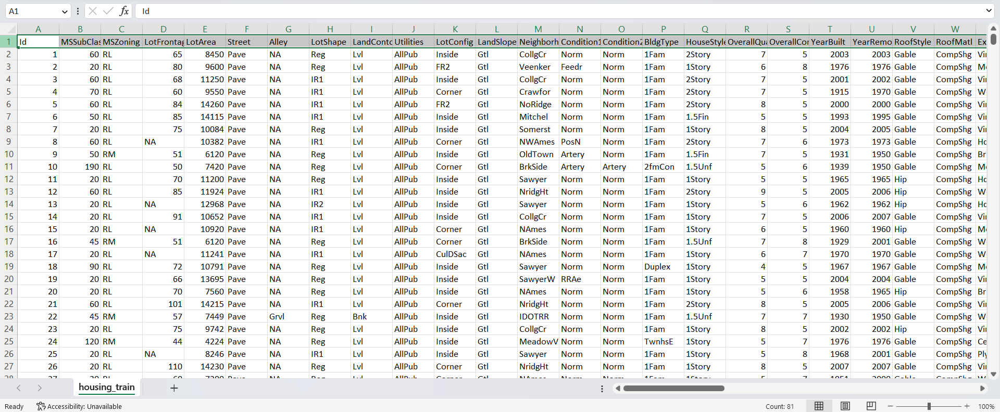 A1 fx Id
A B C D E F G H I J K L M N O P Q R S T U V W
1 Id MSSubClas MSZoning LotFrontag LotArea Street Alley LotShape LandConto Utilities LotConfig LandSlope Neighborh Condition1 Condition2 BldgType HouseStyle OverallQua OverallCor YearBuilt YearRemo RoofStyle RoofMatl Ex
2 1 60 RL 65 8450 Pave NA Reg Lvl AllPub Inside Gtl CollgCr Norm Norm 1Fam 2Story 7 5 2003 2003 Gable CompShg Vi
3 2 20 RL 80 9600 Pave NA Reg Lvl AllPub FR2 Gtl Veenker Feedr Norm 1Fam 1Story 6 8 1976 1976 Gable CompShg M
4 3 60 RL 68 11250 Pave NA IR1 Lvl AllPub Inside Gtl CollgCr Norm Norm 1Fam 2Story 7 5 2001 2002 Gable CompShg Vi
5 4 70 RL 60 9550 Pave NA IR1 Lvl AllPub Corner Gtl Crawfor Norm Norm 1Fam 2Story 7 5 1915 1970 Gable CompShg W
6 5 60 RL 84 14260 Pave NA IR1 Lvl AllPub FR2 Gtl NoRidge Norm Norm 1Fam 2Story 8 5 2000 2000 Gable CompShg Vi
7 6 50 RL 85 14115 Pave NA IR1 Lvl AllPub Inside Gtl Mitchel Norm Norm 1Fam 1.5Fin 5 5 1993 1995 Gable CompShg Vi
8 7 20 RL 75 10084 Pave NA Reg Lvl AllPub Inside Gtl Somerst Norm Norm 1Fam 1Story 8 5 2004 2005 Gable CompShg Vi
9 8 60 RL NA 10382 Pave NA IR1 Lvl AllPub Corner Gtl NWAmes PosN Norm 1Fam 2Story 7 6 1973 1973 Gable CompShg Hd
10 9 50 RM 51 6120 Pave NA Reg Lvl AllPub Inside Gtl OldTown Artery Norm 1Fam 1.5Fin 7 5 1931 1950 Gable CompShg Br
11 10 190 RL 50 7420 Pave NA Reg Lvl AllPub Corner Gtl BrkSide Artery Artery 2fmCon 1.5Unf 5 6 1939 1950 Gable CompShg M
12 11 20 RL 70 11200 Pave NA Reg Lvl AllPub Inside Gtl Sawyer Norm Norm 1Fam 1Story 5 5 1965 1965 Hip CompShg Hd
13 12 60 RL 85 11924 Pave NA IR1 Lvl AllPub Inside Gtl NridgHt Norm Norm 1Fam 2Story 9 5 2005 2006 Hip CompShg W
14 13 20 RL NA 12968 Pave NA IR2 Lvl AllPub Inside Gtl Sawyer Norm Norm 1Fam 1Story 5 6 1962 1962 Hip CompShg Hd
15 14 20 RL 91 10652 Pave NA IR1 Lvl AllPub Inside Gtl CollgCr Norm Norm 1Fam 1Story 7 5 2006 2007 Gable CompShg Vi
16 15 20 RL NA 10920 Pave NA IR1 Lvl AllPub Corner Gtl NAmes Norm Norm 1Fam 1Story 6 5 1960 1960 Hip CompShg M
17 16 45 RM 51 6120 Pave NA Reg Lvl AllPub Corner Gtl BrkSide Norm Norm 1Fam 1.5Unf 7 8 1929 2001 Gable CompShg W
18 17 20 RL NA 11241 Pave NA IR1 Lvl AllPub CulDSac Gtl NAmes Norm Norm 1Fam 1Story 6 7 1970 1970 Gable CompShg W
19 18 90 RL 72 10791 Pave NA Reg Lvl AllPub Inside Gtl Sawyer Norm Norm Duplex 1Story 4 5 1967 1967 Gable CompShg M
20 19 20 RL 66 13695 Pave NA Reg Lvl AllPub Inside Gtl SawyerW RRAe Norm 1Fam 1Story 5 5 2004 2004 Gable CompShg Vi
21 20 20 RL 70 7560 Pave NA Reg Lvl AllPub Inside Gtl NAmes Norm Norm 1Fam 1Story 5 6 1958 1965 Hip CompShg Br
22 21 60 RL 101 14215 Pave NA IR1 Lvl AllPub Corner Gtl NridgHt Norm Norm 1Fam 2Story 8 5 2005 2006 Gable CompShg Vi
23 22 45 RM 57 7449 Pave Grvl Reg Bnk AllPub Inside Gtl IDOTRR Norm Norm 1Fam 1.5Unf 7 7 1930 1950 Gable CompShg W
24 23 20 RL 75 9742 Pave NA Reg Lvl AllPub Inside Gtl CollgCr Norm Norm 1Fam 1Story 8 5 2002 2002 Hip CompShg Vi
25 24 120 RM 44 4224 Pave NA Reg Lvl AllPub Inside Gtl MeadowV Norm Norm TwnhsE 1Story 5 7 1976 1976 Gable CompShg Ce
26 25 20 RL NA 8246 Pave NA IR1 Lvl AllPub Inside Gtl Sawyer Norm Norm 1Fam 1Story 5 8 1968 2001 Gable CompShg Ply
27 26 20 RL 110 14230 Pave NA Reg Lvl AllPub Corner Gtl NridgHt Norm Norm 1Fam 1Story 8 5 2007 2007 Gable CompShg Vi
housing_train
Ready Accessibility: Unavailable Count: 81 100%